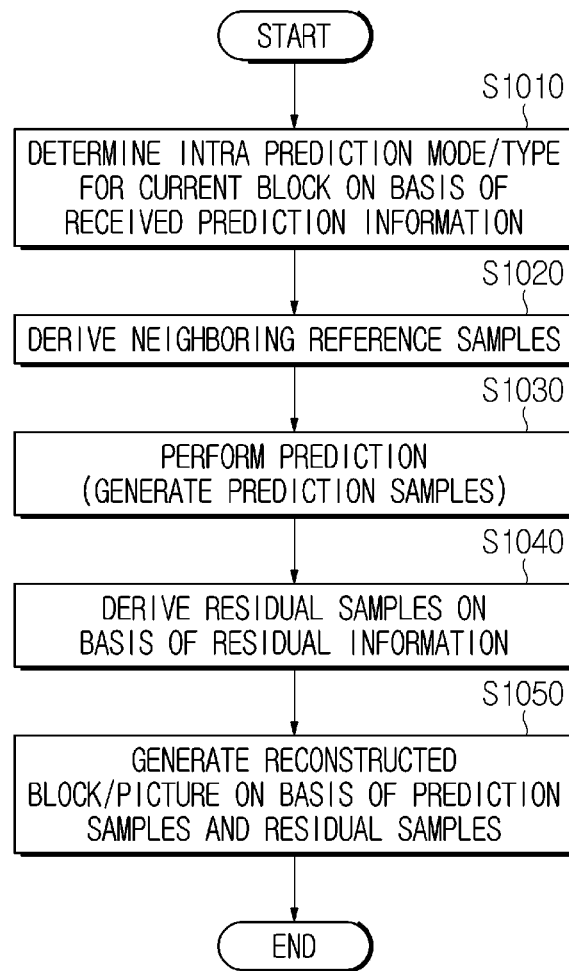 START
S1010
DETERMINE INTRA PREDICTION MODE/TYPE
FOR CURRENT BLOCK ON BASIS OF
RECEIVED PREDICTION INFORMATION
S1020
DERIVE NEIGHBORING REFERENCE SAMPLES
S1030
PERFORM PREDICTION
(GENERATE PREDICTION SAMPLES)
S1040
DERIVE RESIDUAL SAMPLES ON
BASIS OF RESIDUAL INFORMATION
S1050
GENERATE RECONSTRUCTED
BLOCK/PICTURE ON BASIS OF PREDICTION
SAMPLES AND RESIDUAL SAMPLES
END